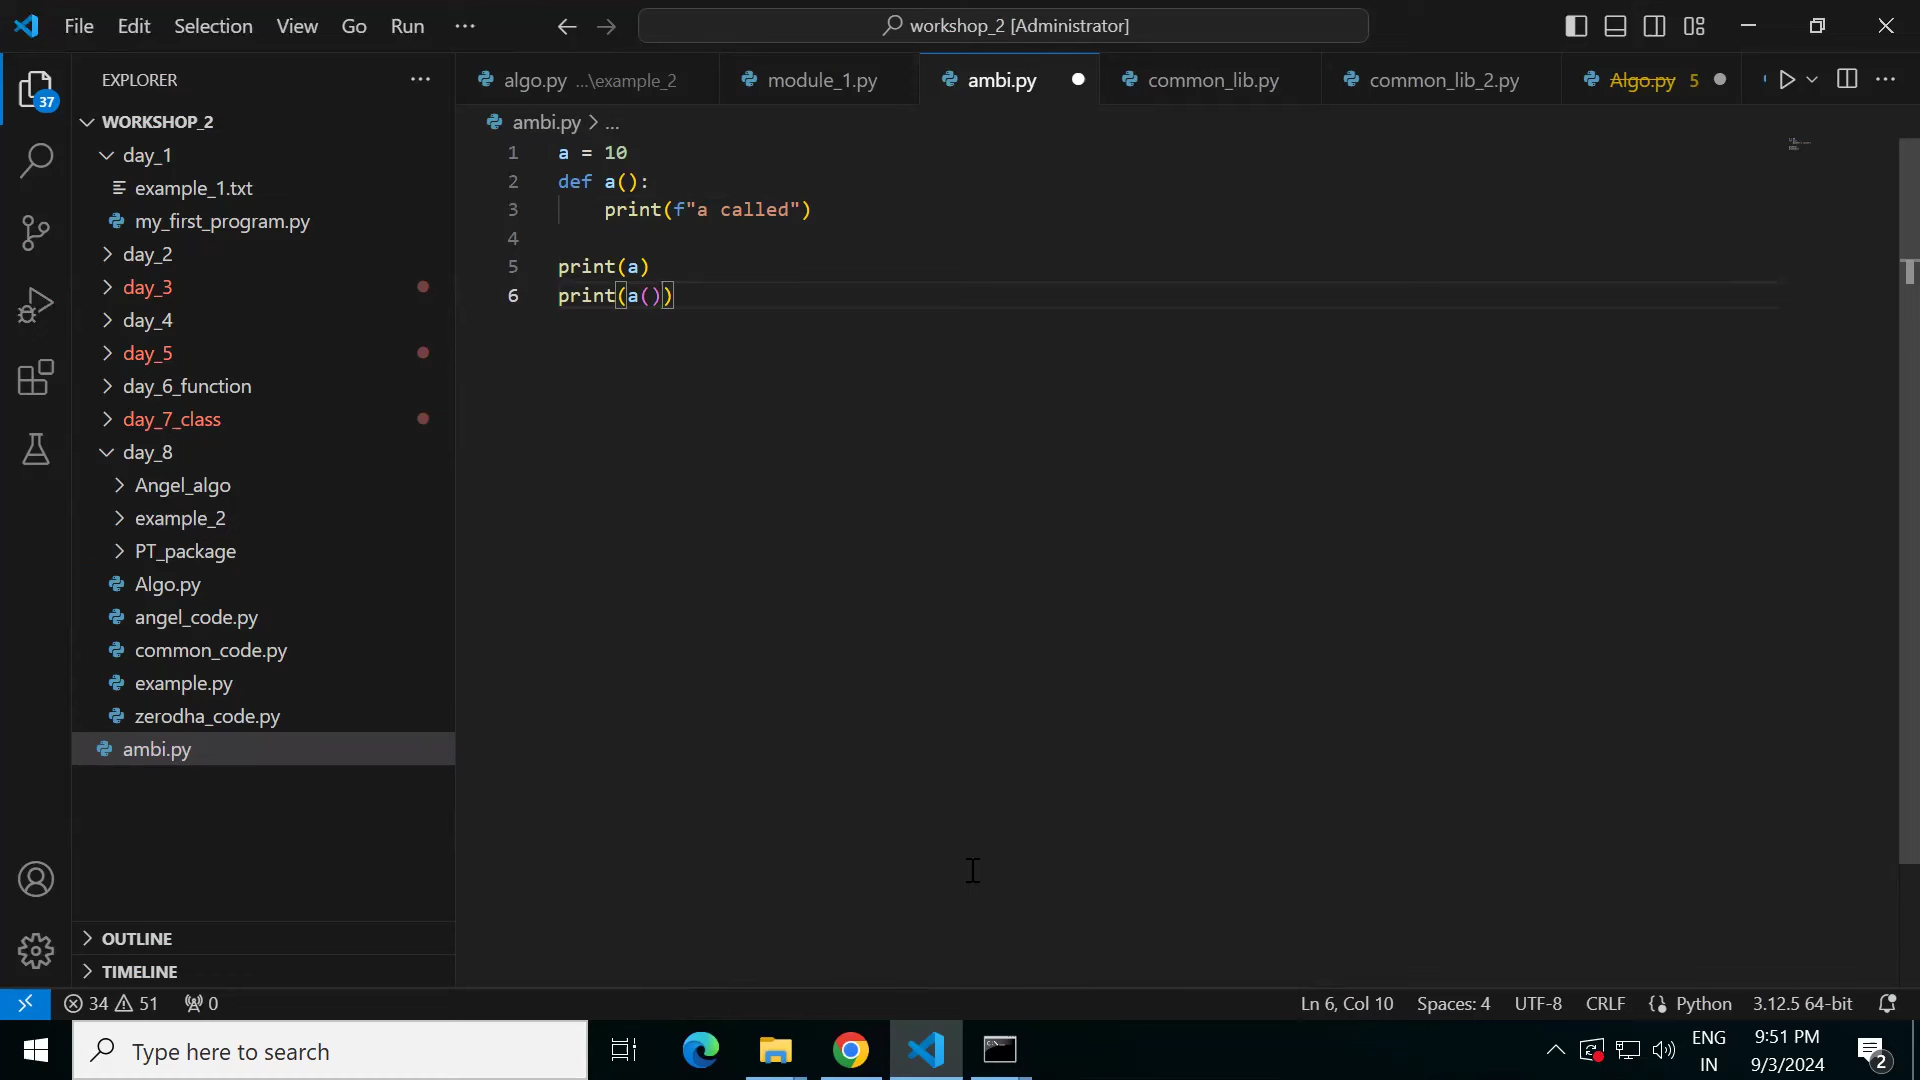 File Edit Selection View Go Run ...
workshop_2 [Administrator]
EXPLORER
algo.py ...\example_2
module_1.py
ambi.py
common_lib.py
common_lib_2.py
Algo.py 5
37
WORKSHOP_2
ambi.py > ...
day_1
example_1.txt
my_first_program.py
day_2
day_3
day_4
day_5
day_6_function
day_7_class
day_8
Angel_algo
example_2
PT_package
Algo.py
angel_code.py
common_code.py
example.py
zerodha_code.py
ambi.py
OUTLINE
TIMELINE
1 a = 10
2 def a():
3     print(f"a called")
4
5 print(a)
6 print(a())
34 51 0
Ln 6, Col 10 Spaces: 4 UTF-8 CRLF {} Python 3.12.5 64-bit
Type here to search
ENG
IN
9:51 PM
9/3/2024
2